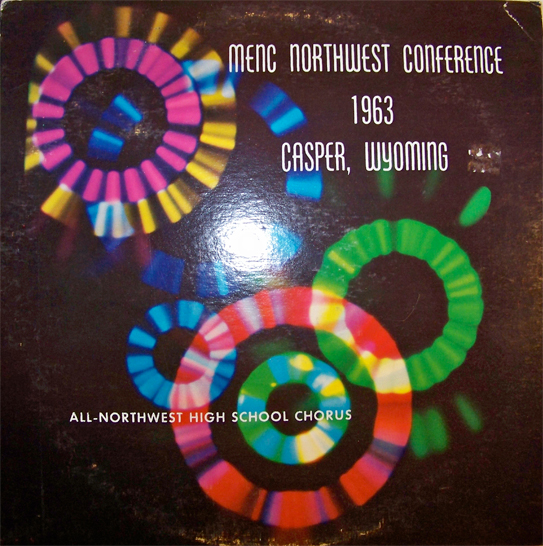 MENC NORTHWEST CONFERENCE
1963
CASPER, WYOMING
ALL-NORTHWEST HIGH SCHOOL CHORUS